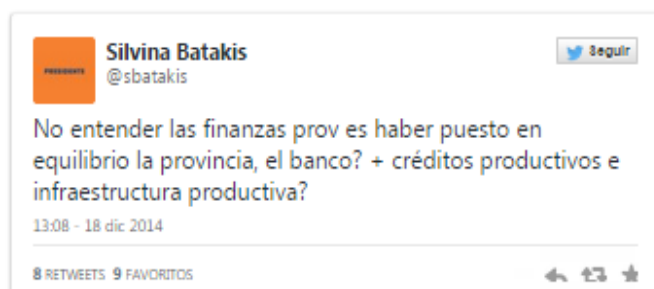 Silvina Batakis
Seguir
PRESIDENTE
@sbatakis
No entender las finanzas prov es haber puesto en
equilibrio la provincia, el banco? + créditos productivos e
infraestructura productiva?
13:08 - 18 dic 2014
8 RETWEETS 9 FAVORITOS